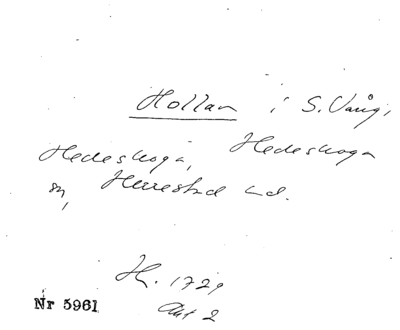 Hollan i S. Vång,
Hedeskoga
Hedeskoga,
sn, Herrestad hd.
H. 1729
Akt 2
Nr 5961